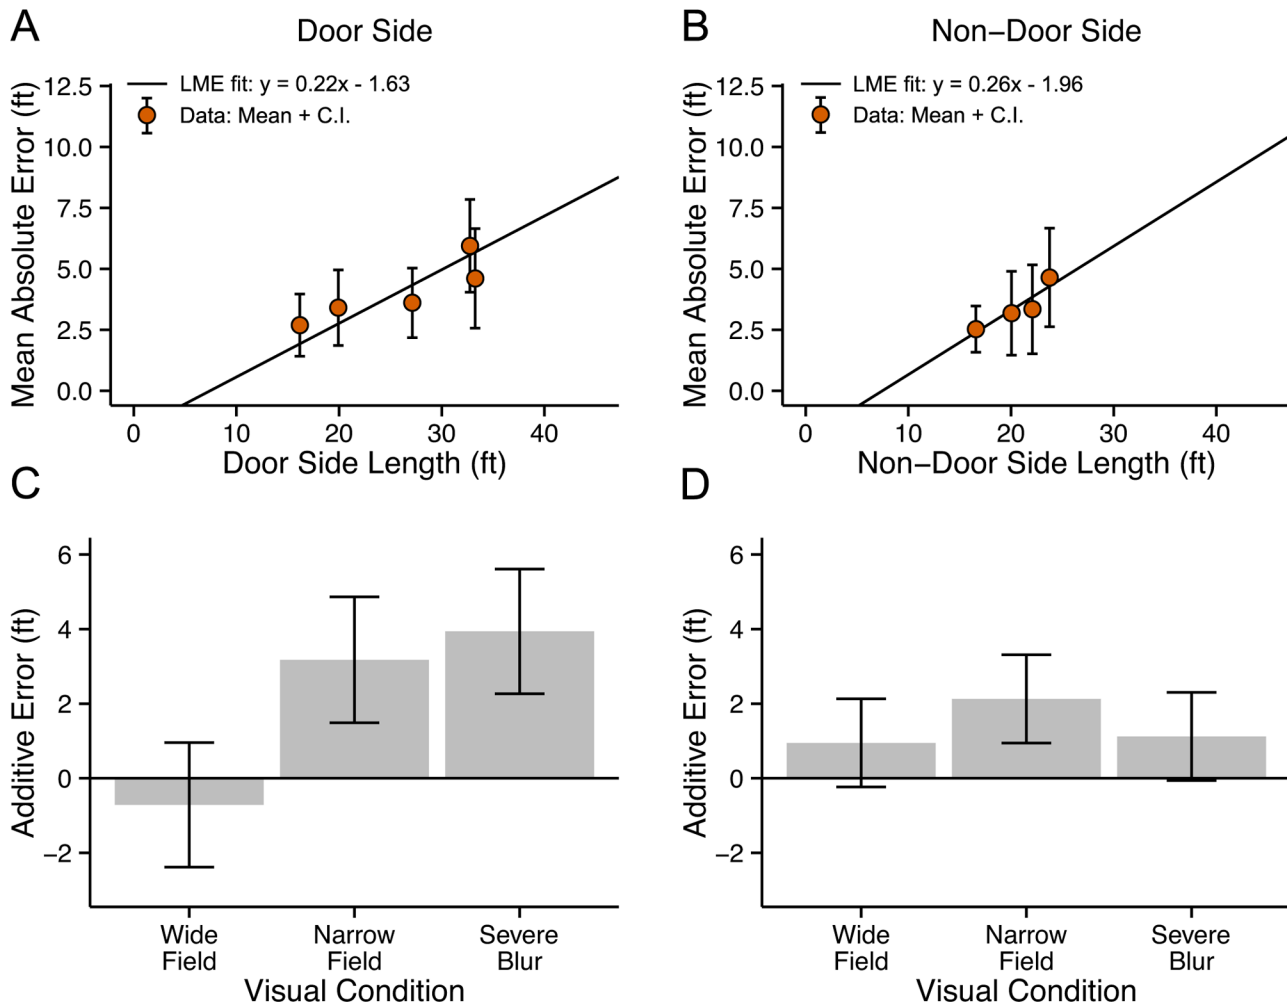 A
Door Side
Mean Absolute Error (ft)
12.5
10.0
7.5
5.0
2.5
0.0
LME fit: y = 0.22x - 1.63
Data: Mean + C.I.
0 10 20 30 40
Door Side Length (ft)
B
Non−Door Side
Mean Absolute Error (ft)
12.5
10.0
7.5
5.0
2.5
0.0
LME fit: y = 0.26x - 1.96
Data: Mean + C.I.
0 10 20 30 40
Non−Door Side Length (ft)
C
Additive Error (ft)
6
4
2
0
−2
Wide Narrow Severe
Field Field Blur
Visual Condition
D
Additive Error (ft)
6
4
2
0
−2
Wide Narrow Severe
Field Field Blur
Visual Condition